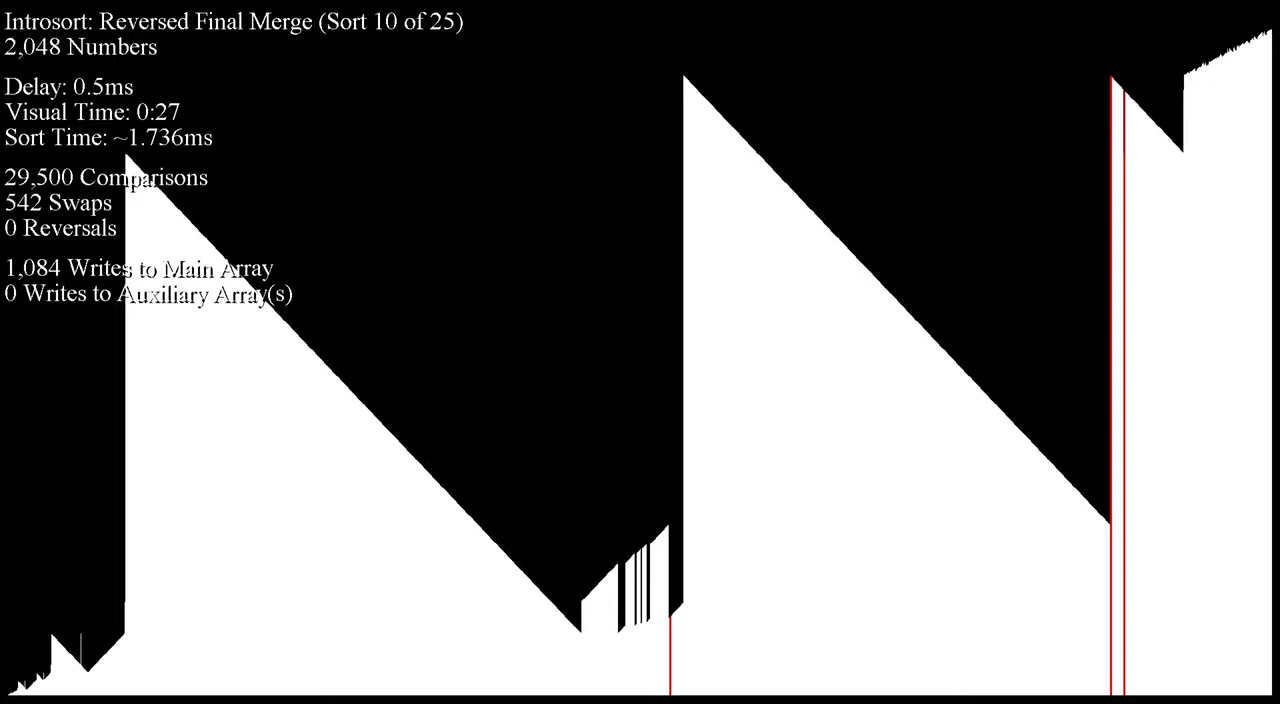 Introsort: Reversed Final Merge (Sort 10 of 25)
2,048 Numbers
Delay: 0.5ms
Visual Time: 0:27
Sort Time: ~1.736ms
29,500 Comparisons
542 Swaps
0 Reversals
1,084 Writes to Main Array
0 Writes to Auxiliary Array(s)